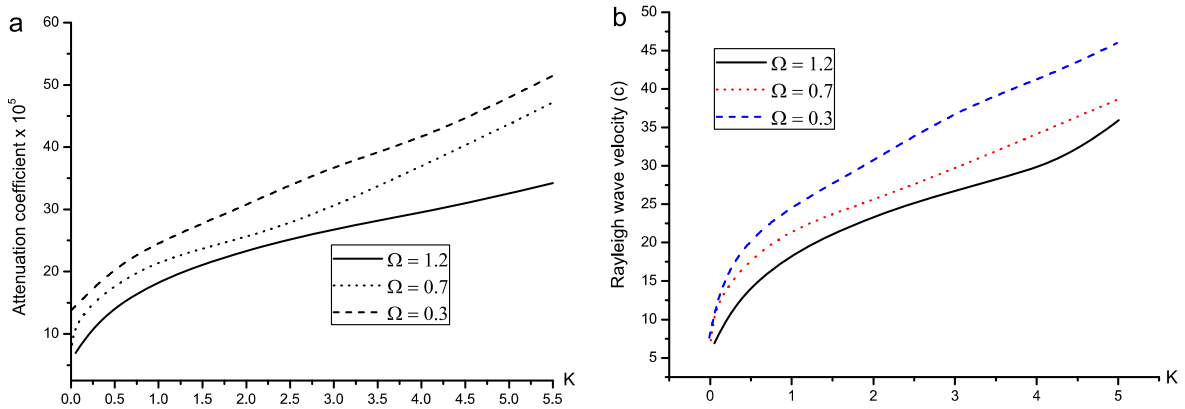 a
60
50
40
30
20
10
Attenuation coefficient x 10⁵
Ω = 1.2
Ω = 0.7
Ω = 0.3
0.0 0.5 1.0 1.5 2.0 2.5 3.0 3.5 4.0 4.5 5.0 5.5
K
b
50
45
40
35
30
25
20
15
10
5
Rayleigh wave velocity (c)
Ω = 1.2
Ω = 0.7
Ω = 0.3
0 1 2 3 4 5
K